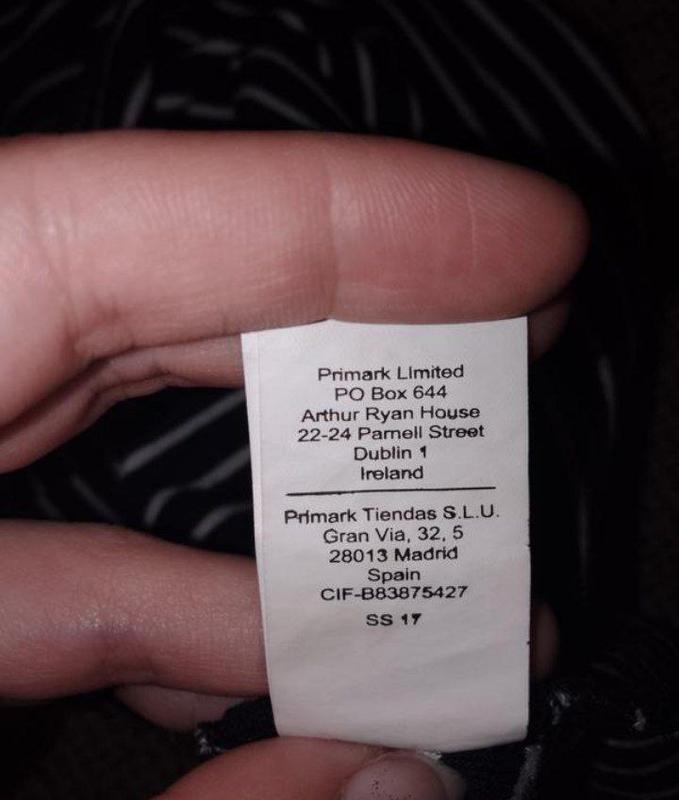 Primark LImited
PO Box 644
Arthur Ryan House
22-24 Parnell Street
Dublin 1
Ireland
Primark Tiendas S.L.U.
Gran Via, 32, 5
28013 Madrid
Spain
CIF-B83875427
SS 17